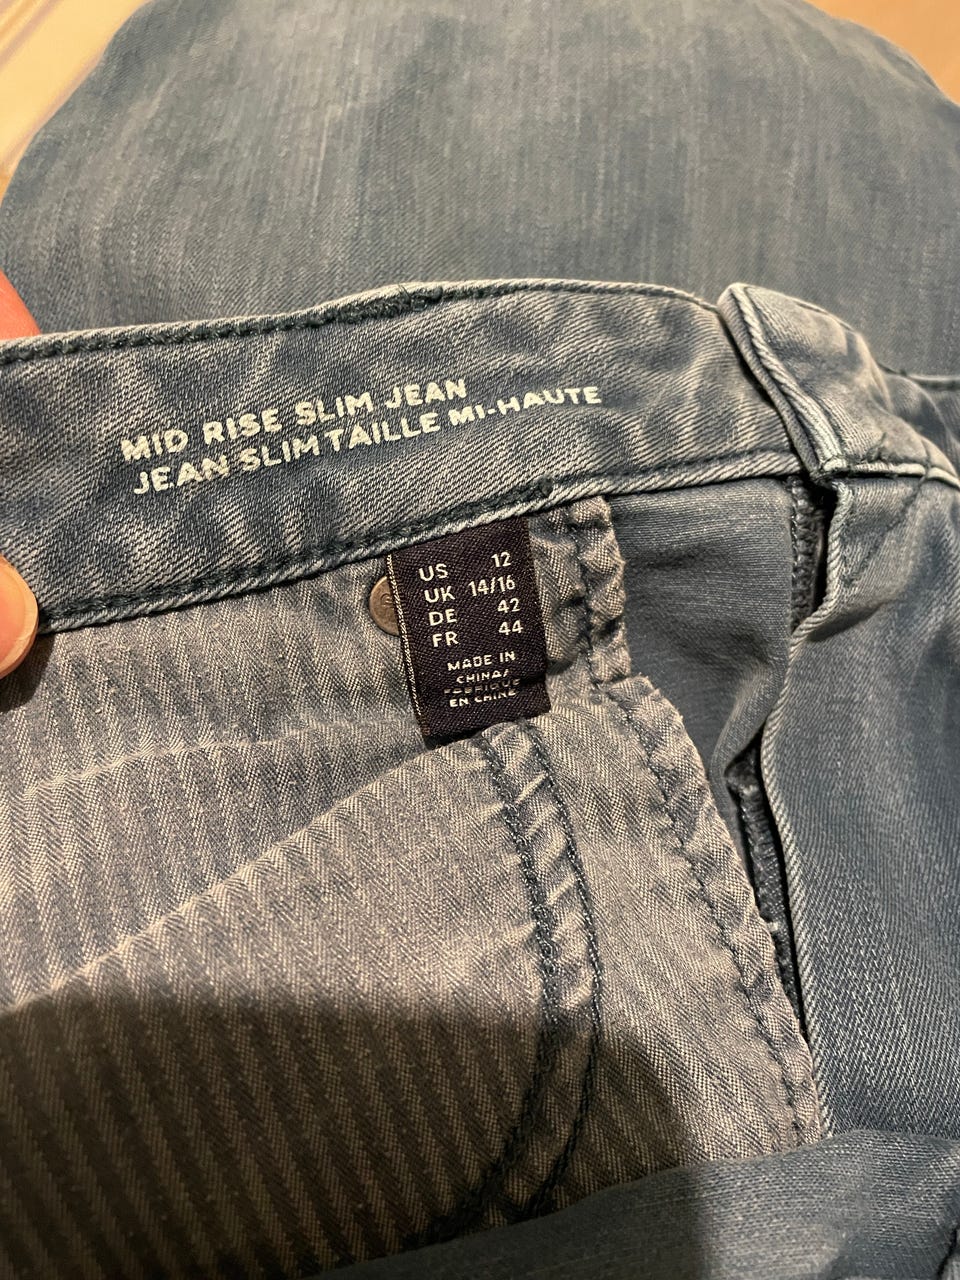 MID RISE SLIM JEAN
JEAN SLIM TAILLE MI-HAUTE
US 12
UK 14/16
DE 42
FR 44
MADE IN
CHINA/
FABRIQUÉ
EN CHINE